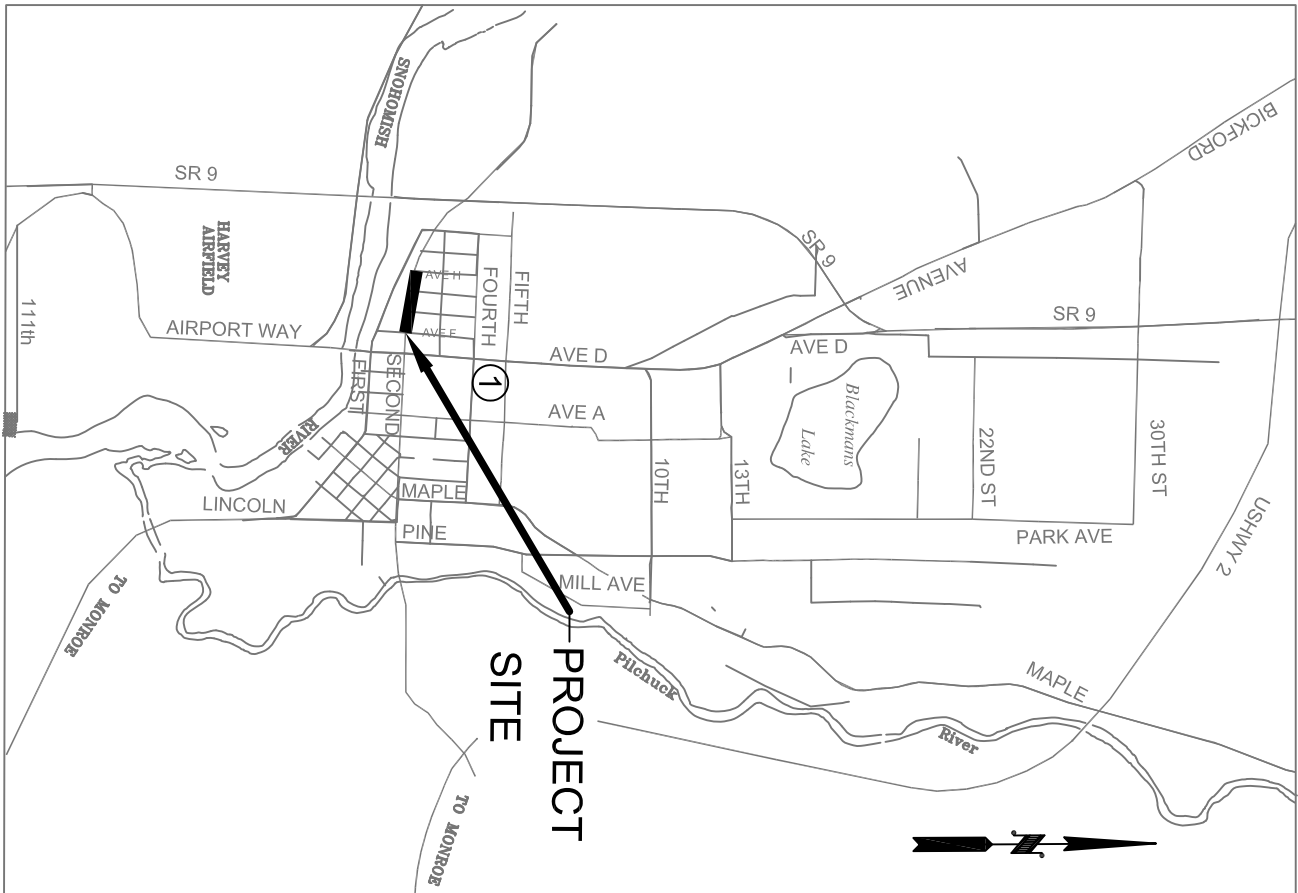 BICKFORD
AVENUE
SNOHOMISH
SR 9
SR 9
SR 9
HARVEY
AIRFIELD
111th
AIRPORT WAY
AVE H
AVE F
FIFTH
FOURTH
SECOND
FIRST
1
AVE D
AVE D
AVE A
Blackmans
Lake
30TH ST
22ND ST
13TH
10TH
RIVER
LINCOLN
MAPLE
PINE
PARK AVE
USHWY 2
MILL AVE
TO MONROE
PROJECT
SITE
Pilchuck
River
MAPLE
TO MONROE
N